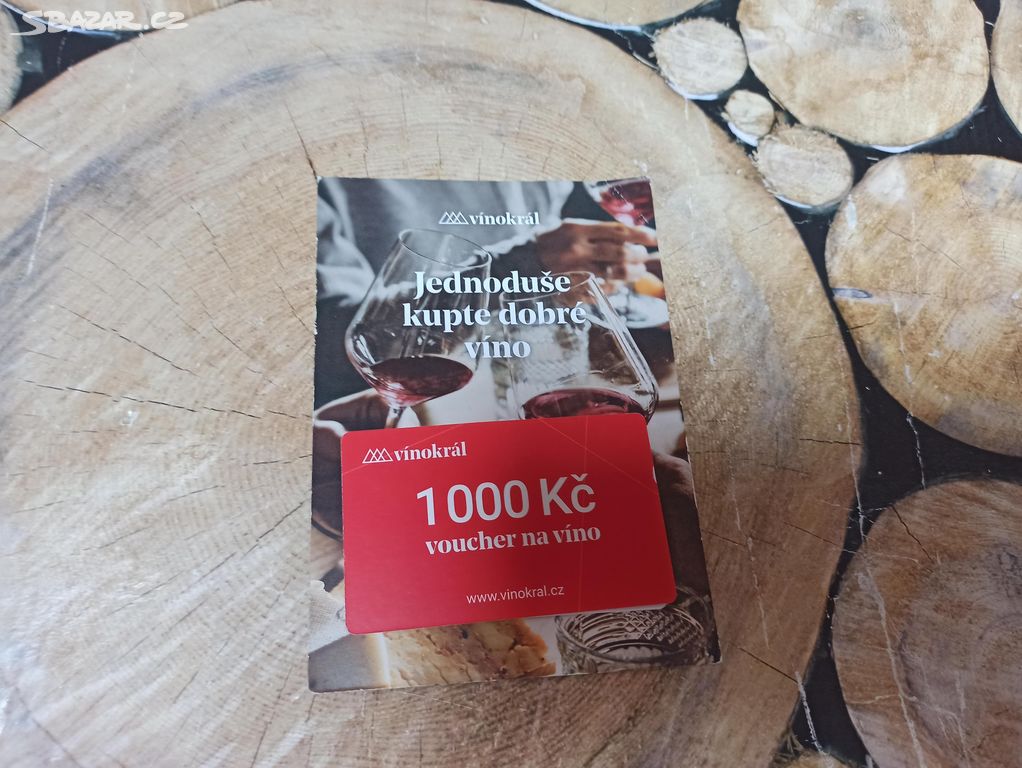 SBAZAR.CZ
vínokrál
Jednoduše
kupte dobré
víno
vínokrál
1 000 Kč
voucher na víno
www.vinokral.cz